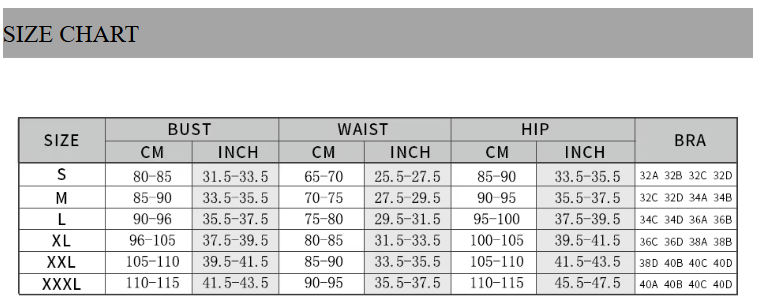 SIZE CHART
SIZE BUST WAIST HIP BRA
CM INCH CM INCH CM INCH
S 80-85 31.5-33.5 65-70 25.5-27.5 85-90 33.5-35.5 32A 32B 32C 32D
M 85-90 33.5-35.5 70-75 27.5-29.5 90-95 35.5-37.5 32C 32D 34A 34B
L 90-96 35.5-37.5 75-80 29.5-31.5 95-100 37.5-39.5 34C 34D 36A 36B
XL 96-105 37.5-39.5 80-85 31.5-33.5 100-105 39.5-41.5 36C 36D 38A 38B
XXL 105-110 39.5-41.5 85-90 33.5-35.5 105-110 41.5-43.5 38D 40B 40C 40D
XXXL 110-115 41.5-43.5 90-95 35.5-37.5 110-115 45.5-47.5 40A 40B 40C 40D